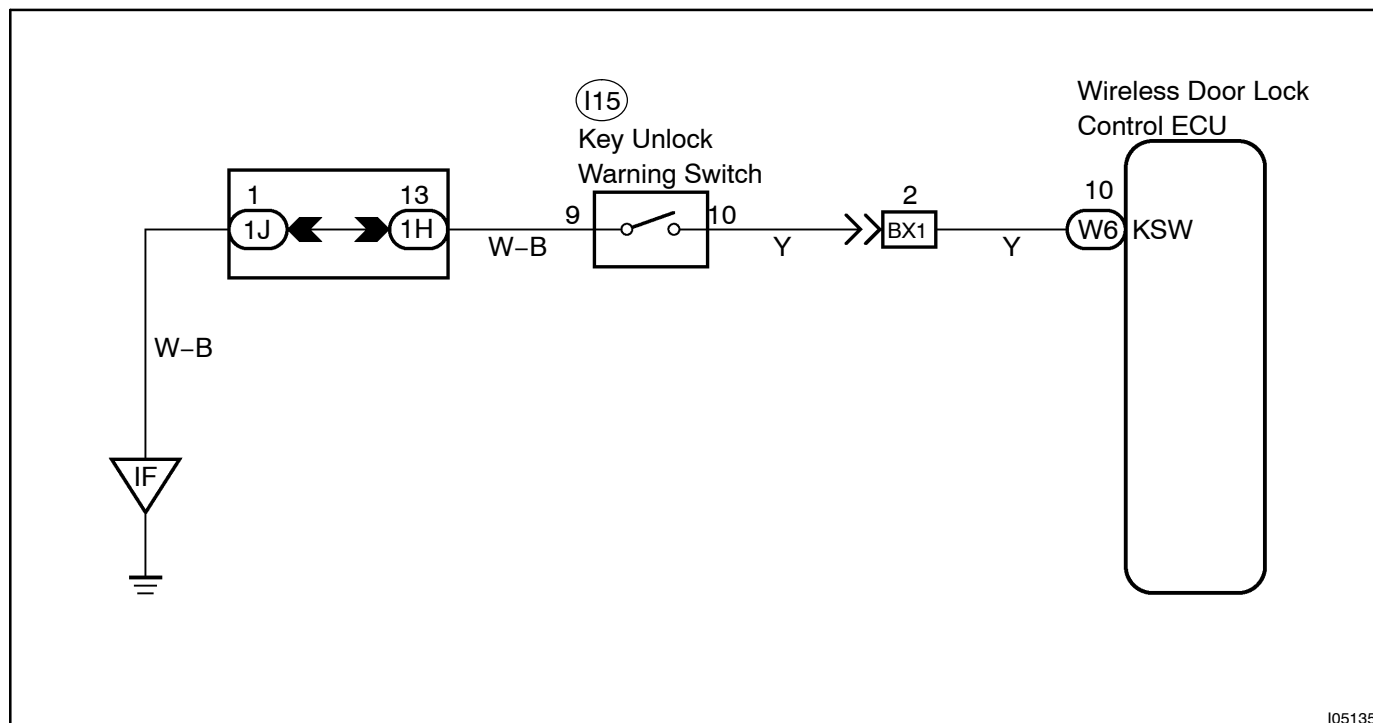 I15
Key Unlock
Warning Switch
Wireless Door Lock
Control ECU
1
13
9
10
2
10
1J
1H
BX1
W6
KSW
W–B
Y
Y
W–B
IF
I05135